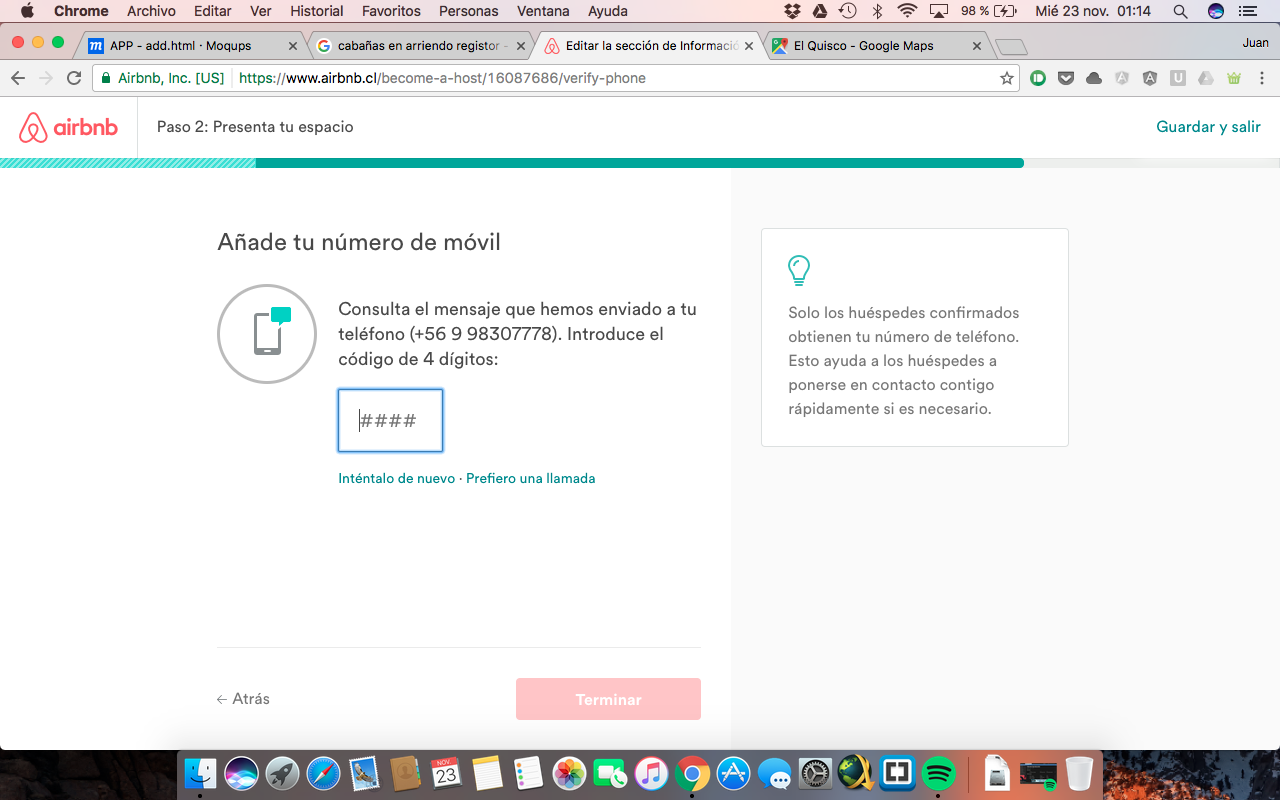 Chrome Archivo Editar Ver Historial Favoritos Personas Ventana Ayuda 98 % Mié 23 nov. 01:14
APP - add.html · Moqups cabañas en arriendo registor - Editar la sección de Informació El Quisco - Google Maps Juan
Airbnb, Inc. [US] https://www.airbnb.cl/become-a-host/16087686/verify-phone
airbnb Paso 2: Presenta tu espacio Guardar y salir
Añade tu número de móvil
Consulta el mensaje que hemos enviado a tu
teléfono (+56 9 98307778). Introduce el
código de 4 dígitos:
####
Inténtalo de nuevo · Prefiero una llamada
Solo los huéspedes confirmados
obtienen tu número de teléfono.
Esto ayuda a los huéspedes a
ponerse en contacto contigo
rápidamente si es necesario.
← Atrás Terminar
NOV
23